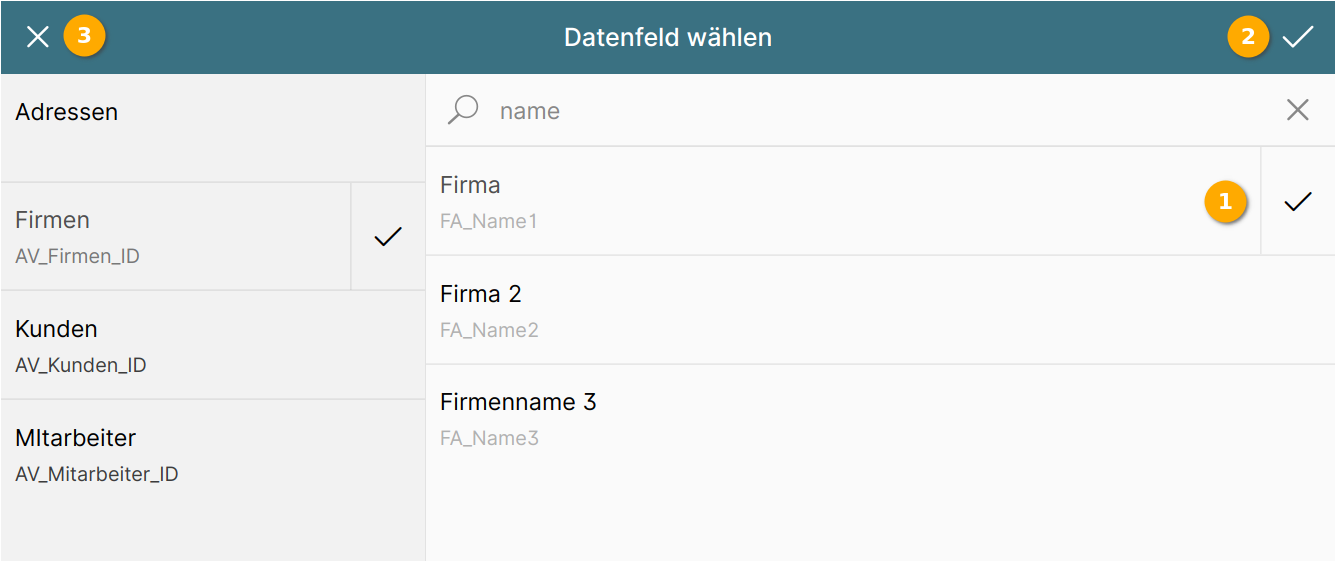 3
Datenfeld wählen
2
Adressen
Firmen
AV_Firmen_ID
Kunden
AV_Kunden_ID
MItarbeiter
AV_Mitarbeiter_ID
name
Firma
FA_Name1
1
Firma 2
FA_Name2
Firmenname 3
FA_Name3